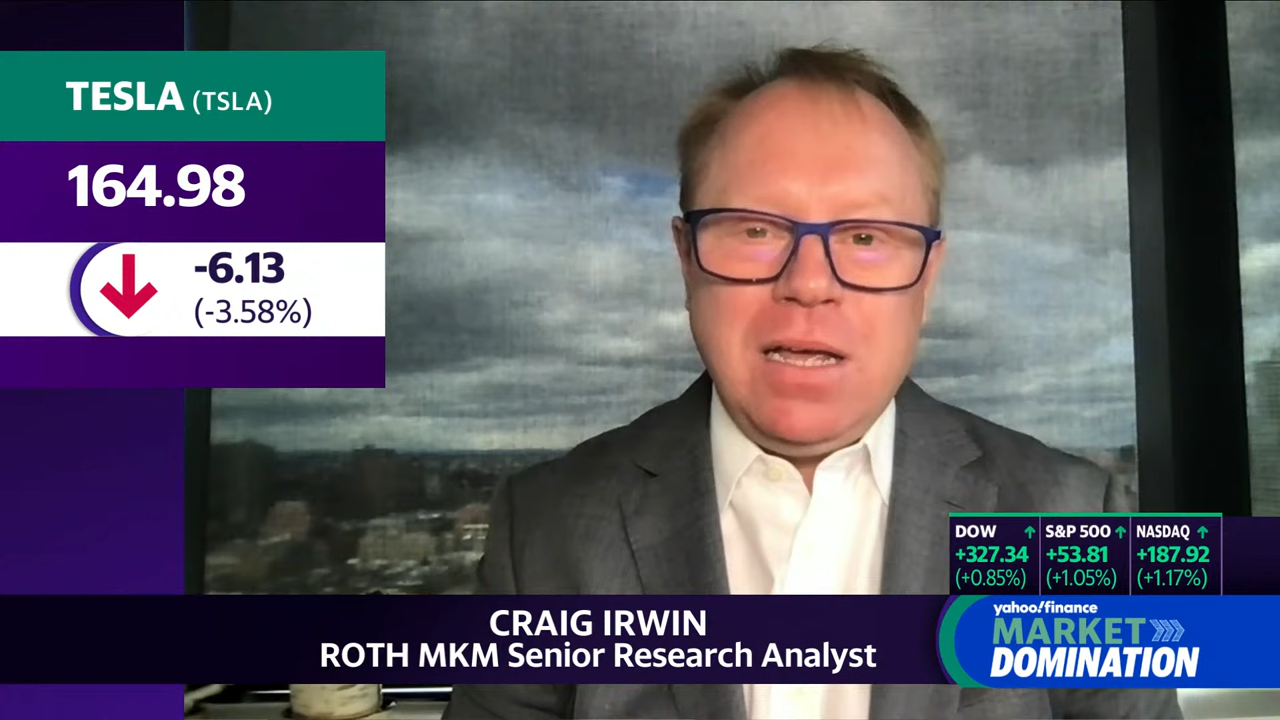 TESLA (TSLA)
164.98
-6.13
(-3.58%)
DOW
+327.34
(+0.85%)
S&P 500
+53.81
(+1.05%)
NASDAQ
+187.92
(+1.17%)
CRAIG IRWIN
ROTH MKM Senior Research Analyst
yahoo!finance
MARKET
DOMINATION